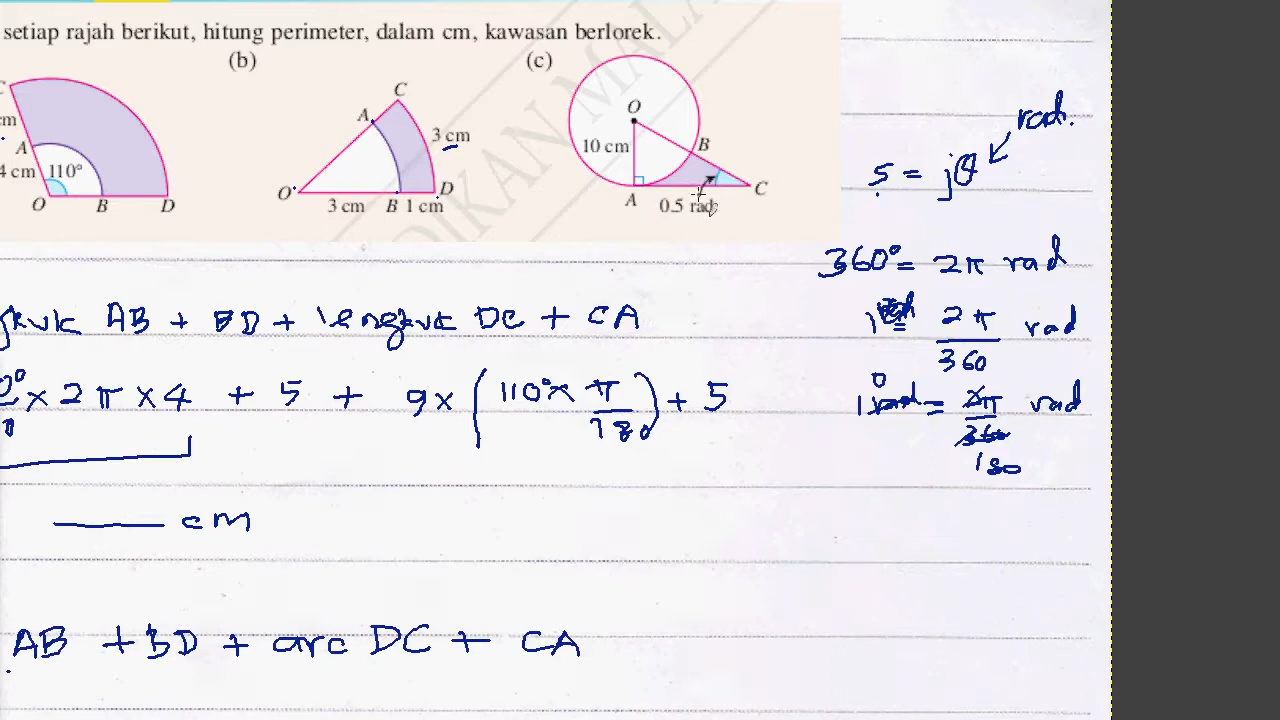 setiap rajah berikut, hitung perimeter, dalam cm, kawasan berlorek.
(b) (c)
C
A
4 cm 110°
O B D
A C
3 cm
O D
3 cm B 1 cm
O
10 cm B
A C
0.5 rad
rad.
s = jθ
360° = 2π rad
2π/360 rad
1° = 2π/360 rad
180
AB + BD + lengkuk DC + CA
× 2π × 4 + 5 + 9 × (110° × π/180) + 5
cm
AB + BD + arc DC + CA